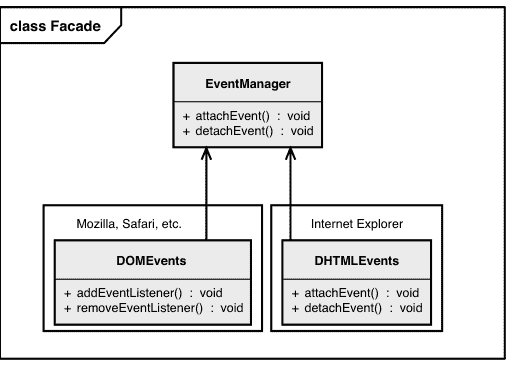 class Facade
EventManager
+ attachEvent() : void
+ detachEvent() : void
Mozilla, Safari, etc.
DOMEvents
+ addEventListener() : void
+ removeEventListener() : void
Internet Explorer
DHTMLEvents
+ attachEvent() : void
+ detachEvent() : void